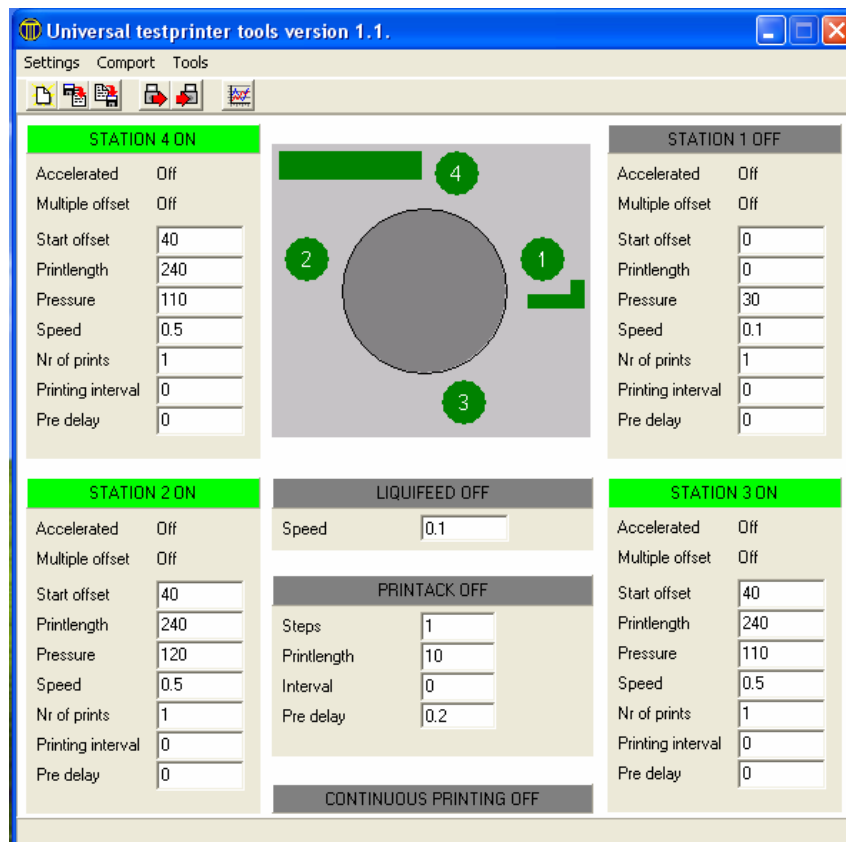 Universal testprinter tools version 1.1.
Settings Comport Tools
STATION 4 ON
Accelerated Off
Multiple offset Off
Start offset 40
Printlength 240
Pressure 110
Speed 0.5
Nr of prints 1
Printing interval 0
Pre delay 0
4
2
1
3
STATION 1 OFF
Accelerated Off
Multiple offset Off
Start offset 0
Printlength 0
Pressure 30
Speed 0.1
Nr of prints 1
Printing interval 0
Pre delay 0
STATION 2 ON
Accelerated Off
Multiple offset Off
Start offset 40
Printlength 240
Pressure 120
Speed 0.5
Nr of prints 1
Printing interval 0
Pre delay 0
LIQUIFEED OFF
Speed 0.1
PRINTACK OFF
Steps 1
Printlength 10
Interval 0
Pre delay 0.2
CONTINUOUS PRINTING OFF
STATION 3 ON
Accelerated Off
Multiple offset Off
Start offset 40
Printlength 240
Pressure 110
Speed 0.5
Nr of prints 1
Printing interval 0
Pre delay 0